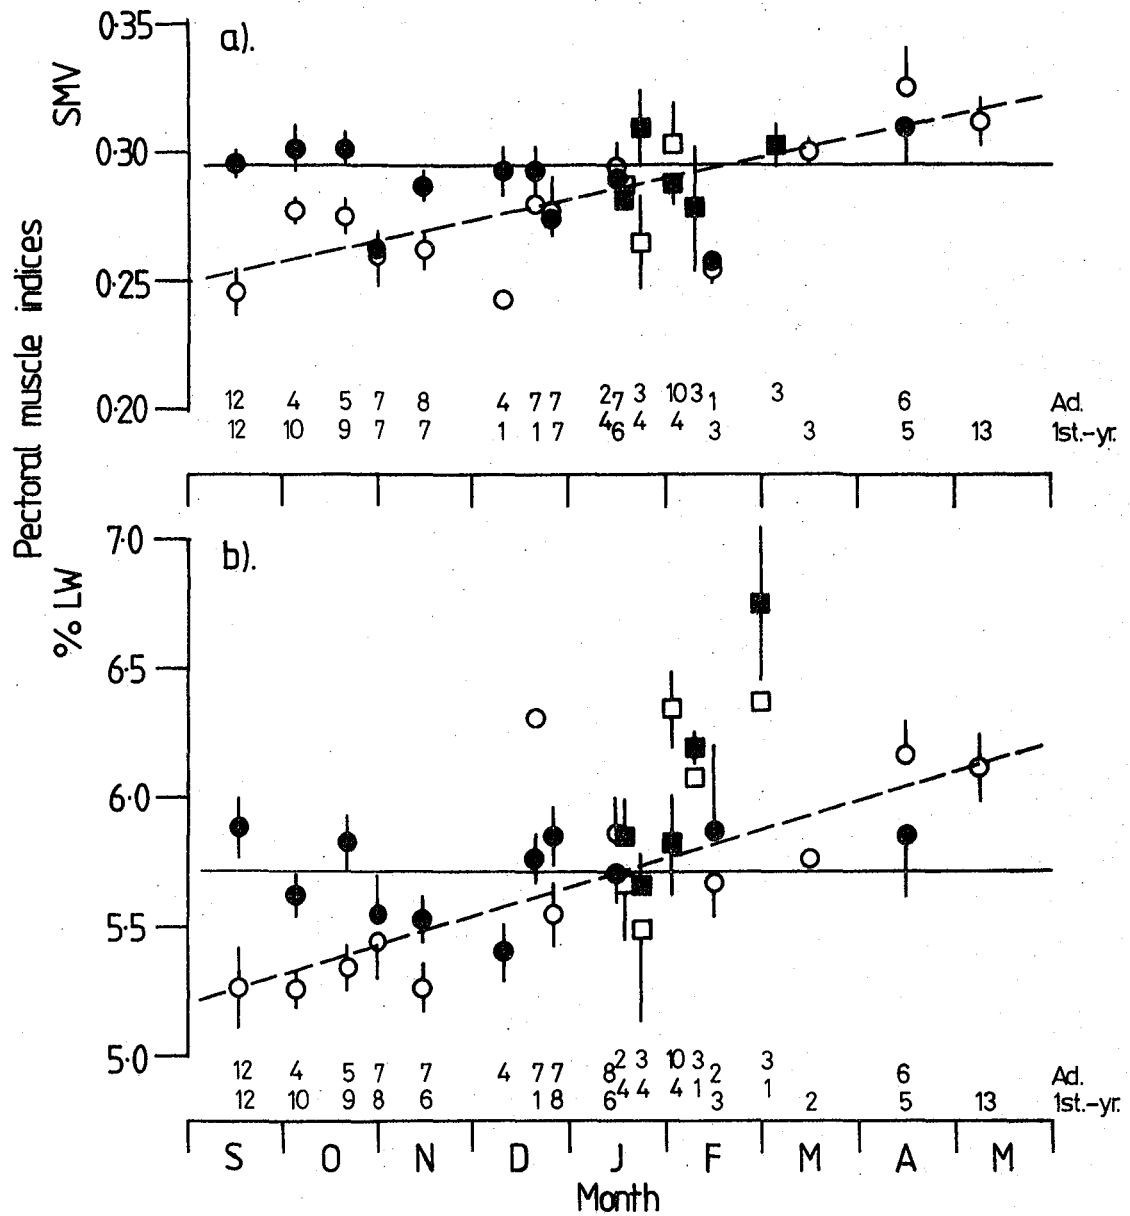 Pectoral muscle indices
SMV
a).
0·35
0·30
0·25
0·20
12 4 5 7 8 4 7 7 2 7 3 10 3 1 3 6 Ad.
12 10 9 7 7 1 1 7 4 6 4 4 3 3 5 13 1st.-yr.
% LW
b).
7·0
6·5
6·0
5·5
5·0
12 4 5 7 7 4 7 7 8 2 3 10 3 2 3 6 Ad.
12 10 9 8 6 1 8 6 4 4 4 1 3 1 2 5 13 1st.-yr.
S O N D J F M A M
Month